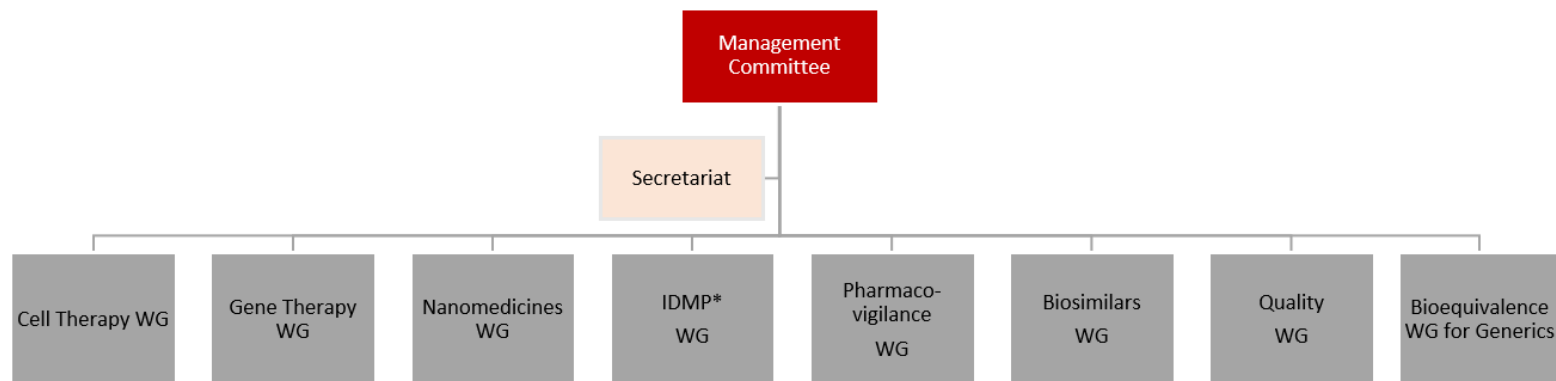 Management
Committee
Secretariat
Cell Therapy WG
Gene Therapy
WG
Nanomedicines
WG
IDMP*
WG
Pharmaco-
vigilance
WG
Biosimilars
WG
Quality
WG
Bioequivalence
WG for Generics